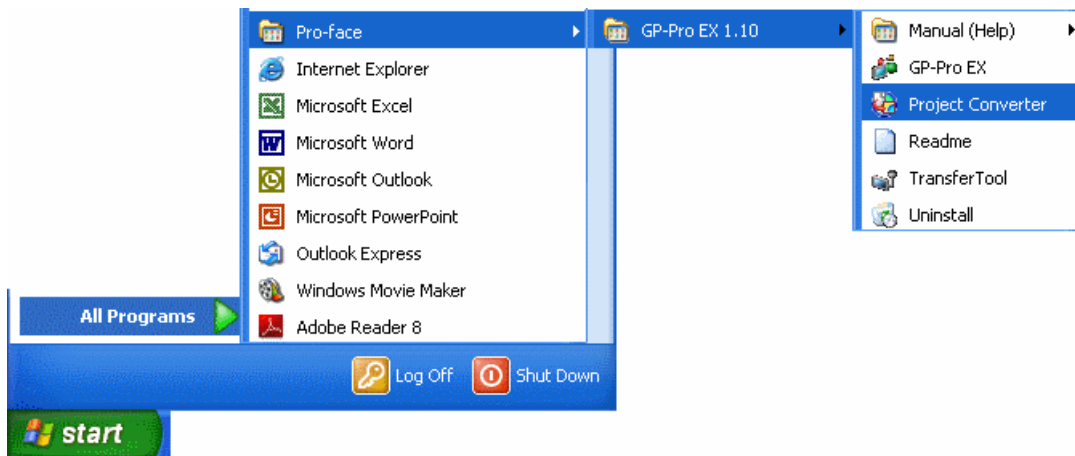 Pro-face
Internet Explorer
Microsoft Excel
Microsoft Word
Microsoft Outlook
Microsoft PowerPoint
Outlook Express
Windows Movie Maker
Adobe Reader 8
GP-Pro EX 1.10
Manual (Help)
GP-Pro EX
Project Converter
Readme
TransferTool
Uninstall
All Programs
Log Off
Shut Down
start